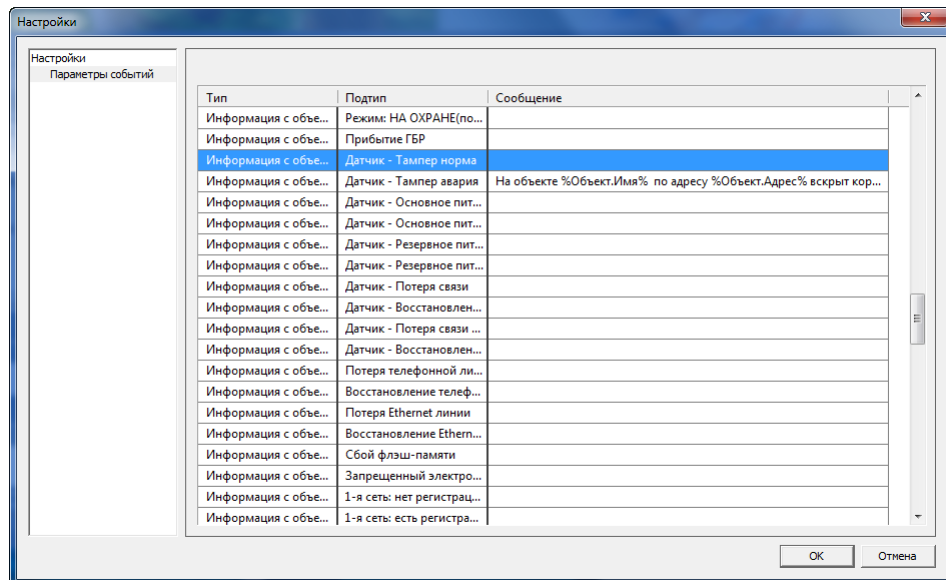 Настройки
Настройки
Параметры событий
Тип Подтип Сообщение
Информация с объе... Режим: НА ОХРАНЕ(по...
Информация с объе... Прибытие ГБР
Информация с объе... Датчик - Тампер норма
Информация с объе... Датчик - Тампер авария На объекте %Объект.Имя% по адресу %Объект.Адрес% вскрыт кор...
Информация с объе... Датчик - Основное пит...
Информация с объе... Датчик - Основное пит...
Информация с объе... Датчик - Резервное пит...
Информация с объе... Датчик - Резервное пит...
Информация с объе... Датчик - Потеря связи
Информация с объе... Датчик - Восстановлен...
Информация с объе... Датчик - Потеря связи ...
Информация с объе... Датчик - Восстановлен...
Информация с объе... Потеря телефонной ли...
Информация с объе... Восстановление телеф...
Информация с объе... Потеря Ethernet линии
Информация с объе... Восстановление Ethern...
Информация с объе... Сбой флэш-памяти
Информация с объе... Запрещенный электро...
Информация с объе... 1-я сеть: нет регистрац...
Информация с объе... 1-я сеть: есть регистра...
OK Отмена